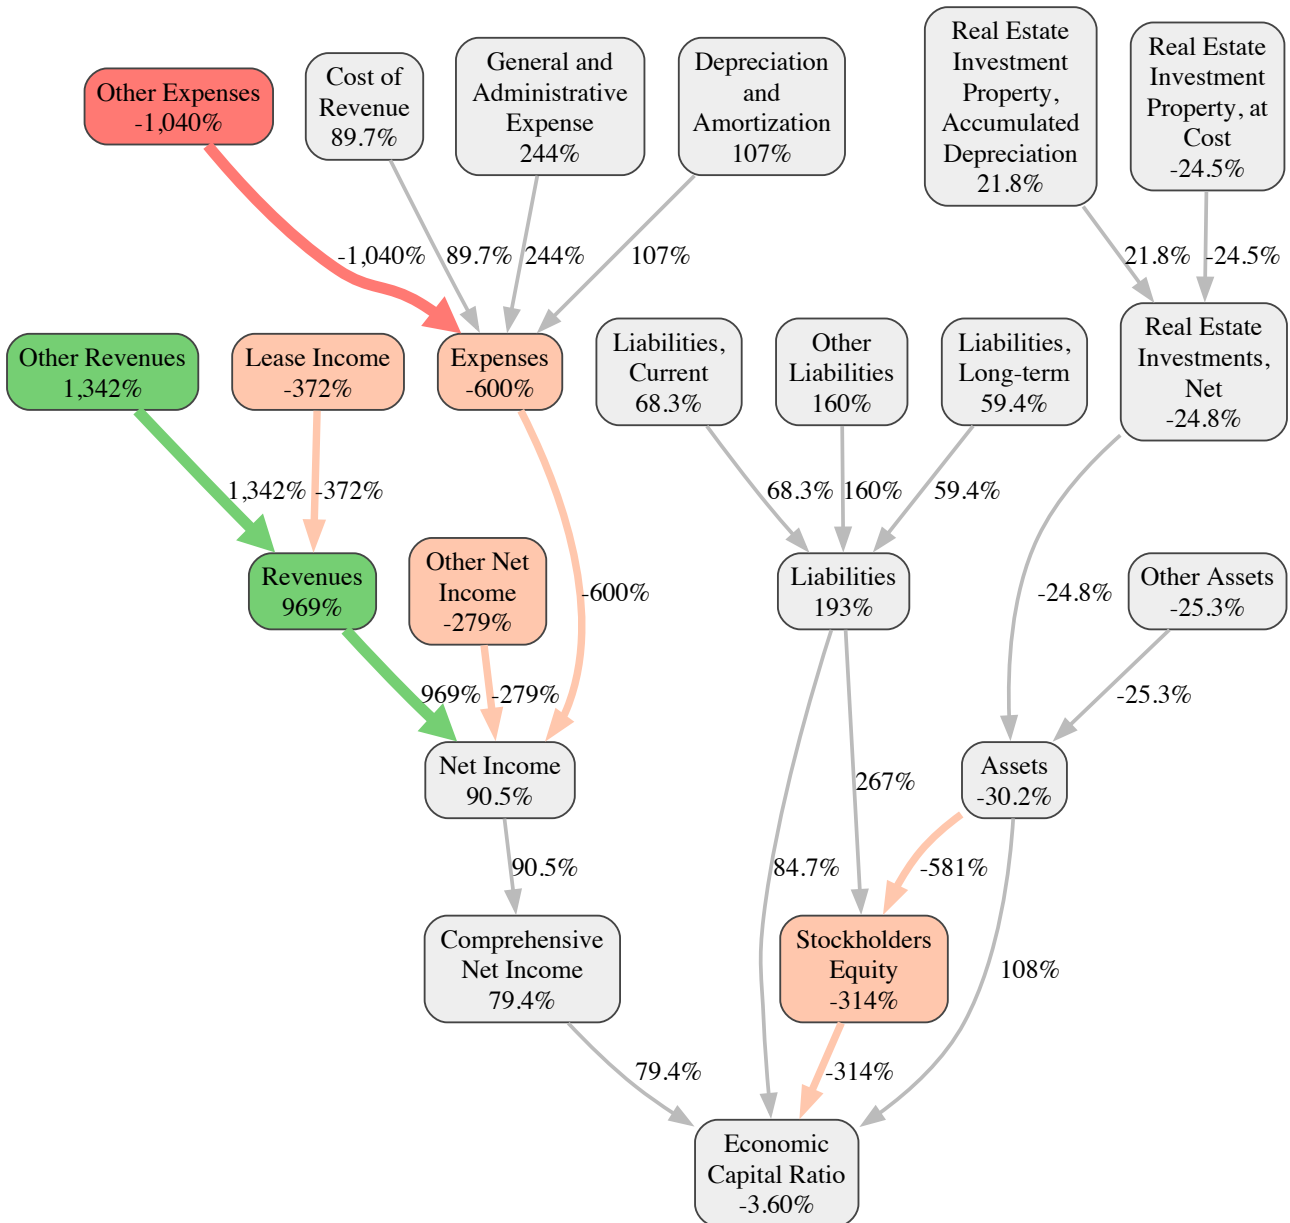 Other Expenses
-1,040%
Cost of
Revenue
89.7%
General and
Administrative
Expense
244%
Depreciation
and
Amortization
107%
Real Estate
Investment
Property,
Accumulated
Depreciation
21.8%
Real Estate
Investment
Property, at
Cost
-24.5%
-1,040%
89.7%
244%
107%
21.8%
-24.5%
Other Revenues
1,342%
Lease Income
-372%
Expenses
-600%
Liabilities,
Current
68.3%
Other
Liabilities
160%
Liabilities,
Long-term
59.4%
Real Estate
Investments,
Net
-24.8%
1,342%
-372%
68.3%
160%
59.4%
Revenues
969%
Other Net
Income
-279%
-600%
Liabilities
193%
-24.8%
Other Assets
-25.3%
969%
-279%
-25.3%
Net Income
90.5%
267%
Assets
-30.2%
90.5%
84.7%
-581%
Comprehensive
Net Income
79.4%
Stockholders
Equity
-314%
108%
79.4%
-314%
Economic
Capital Ratio
-3.60%